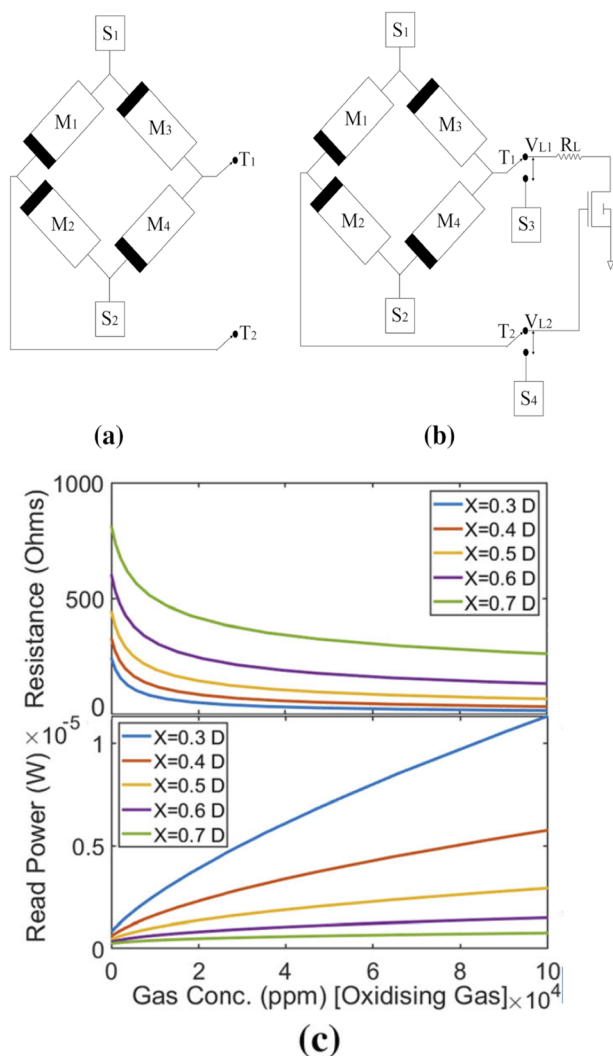 S1
M1
M3
M2
M4
T1
T2
S2
(a)
S1
M1
M3
M2
M4
T1
VL1
RL
S3
S2
T2
VL2
S4
(b)
Resistance (Ohms)
1000
500
0
X=0.3 D
X=0.4 D
X=0.5 D
X=0.6 D
X=0.7 D
Read Power (W) ×10-5
1
0.5
0
X=0.3 D
X=0.4 D
X=0.5 D
X=0.6 D
X=0.7 D
0 2 4 6 8 10
Gas Conc. (ppm) [Oxidising Gas] ×104
(c)